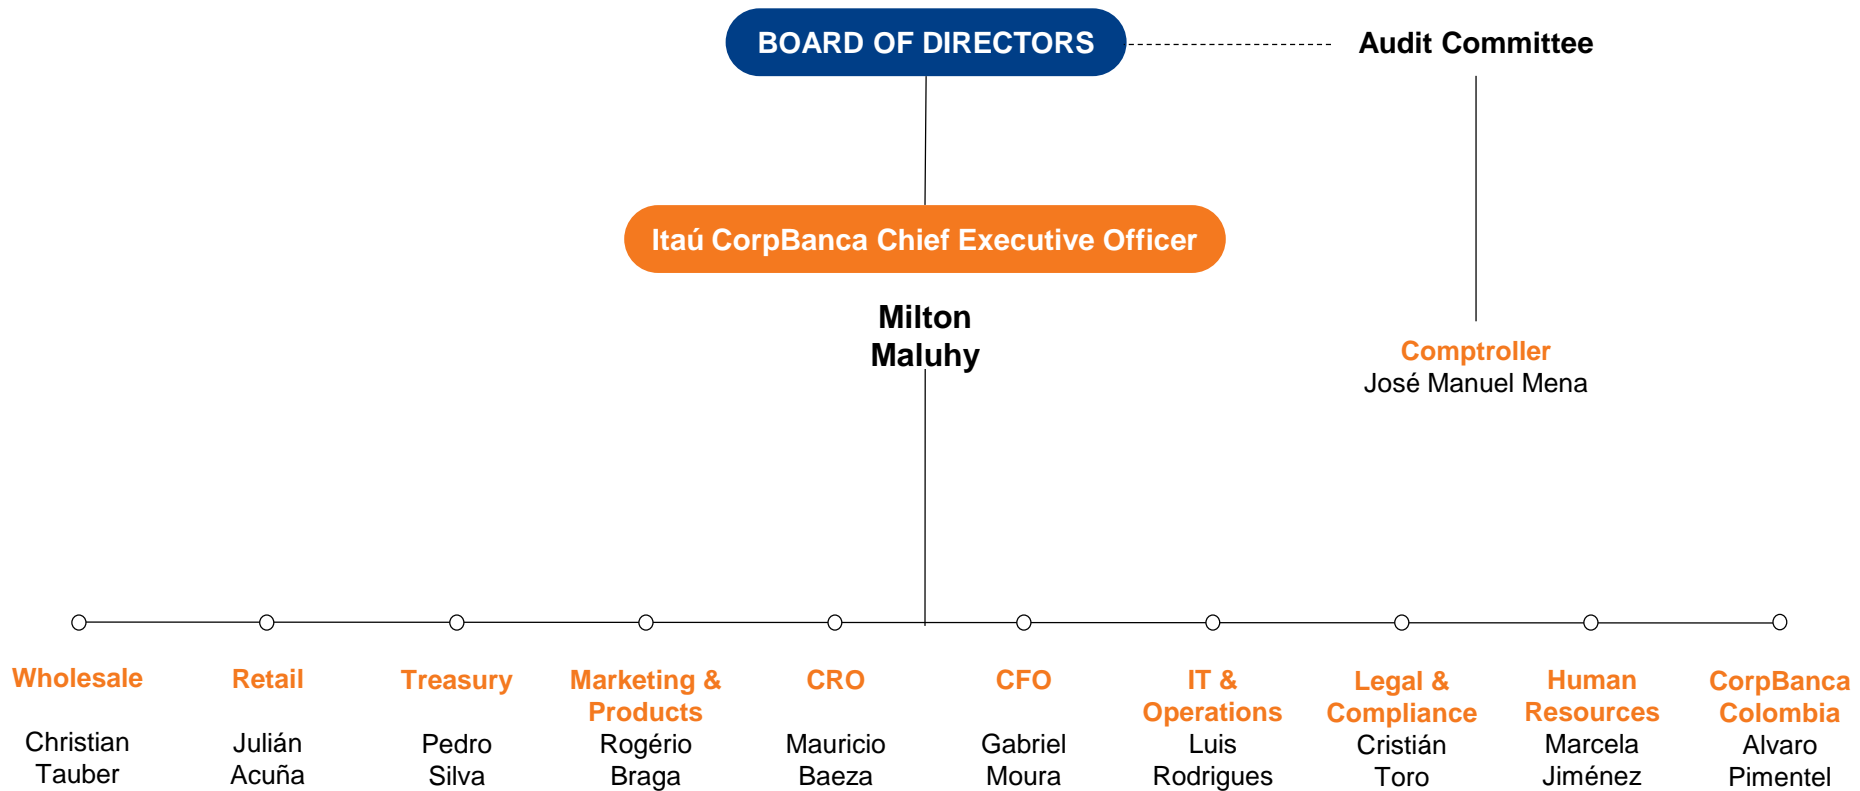 BOARD OF DIRECTORS
Audit Committee
Itaú CorpBanca Chief Executive Officer
Milton
Maluhy
Comptroller
José Manuel Mena
Wholesale
Christian
Tauber
Retail
Julián
Acuña
Treasury
Pedro
Silva
Marketing &
Products
Rogério
Braga
CRO
Mauricio
Baeza
CFO
Gabriel
Moura
IT &
Operations
Luis
Rodrigues
Legal &
Compliance
Cristián
Toro
Human
Resources
Marcela
Jiménez
CorpBanca
Colombia
Alvaro
Pimentel